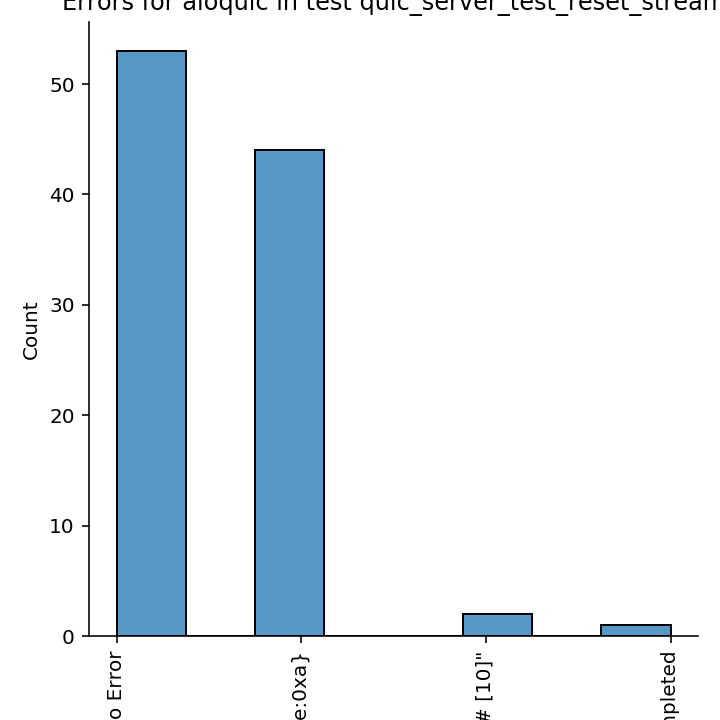 Errors for aioquic in test quic_server_test_reset_stream
50
40
30
20
10
0
Count
o Error
e:0xa}
# [10]"
npleted